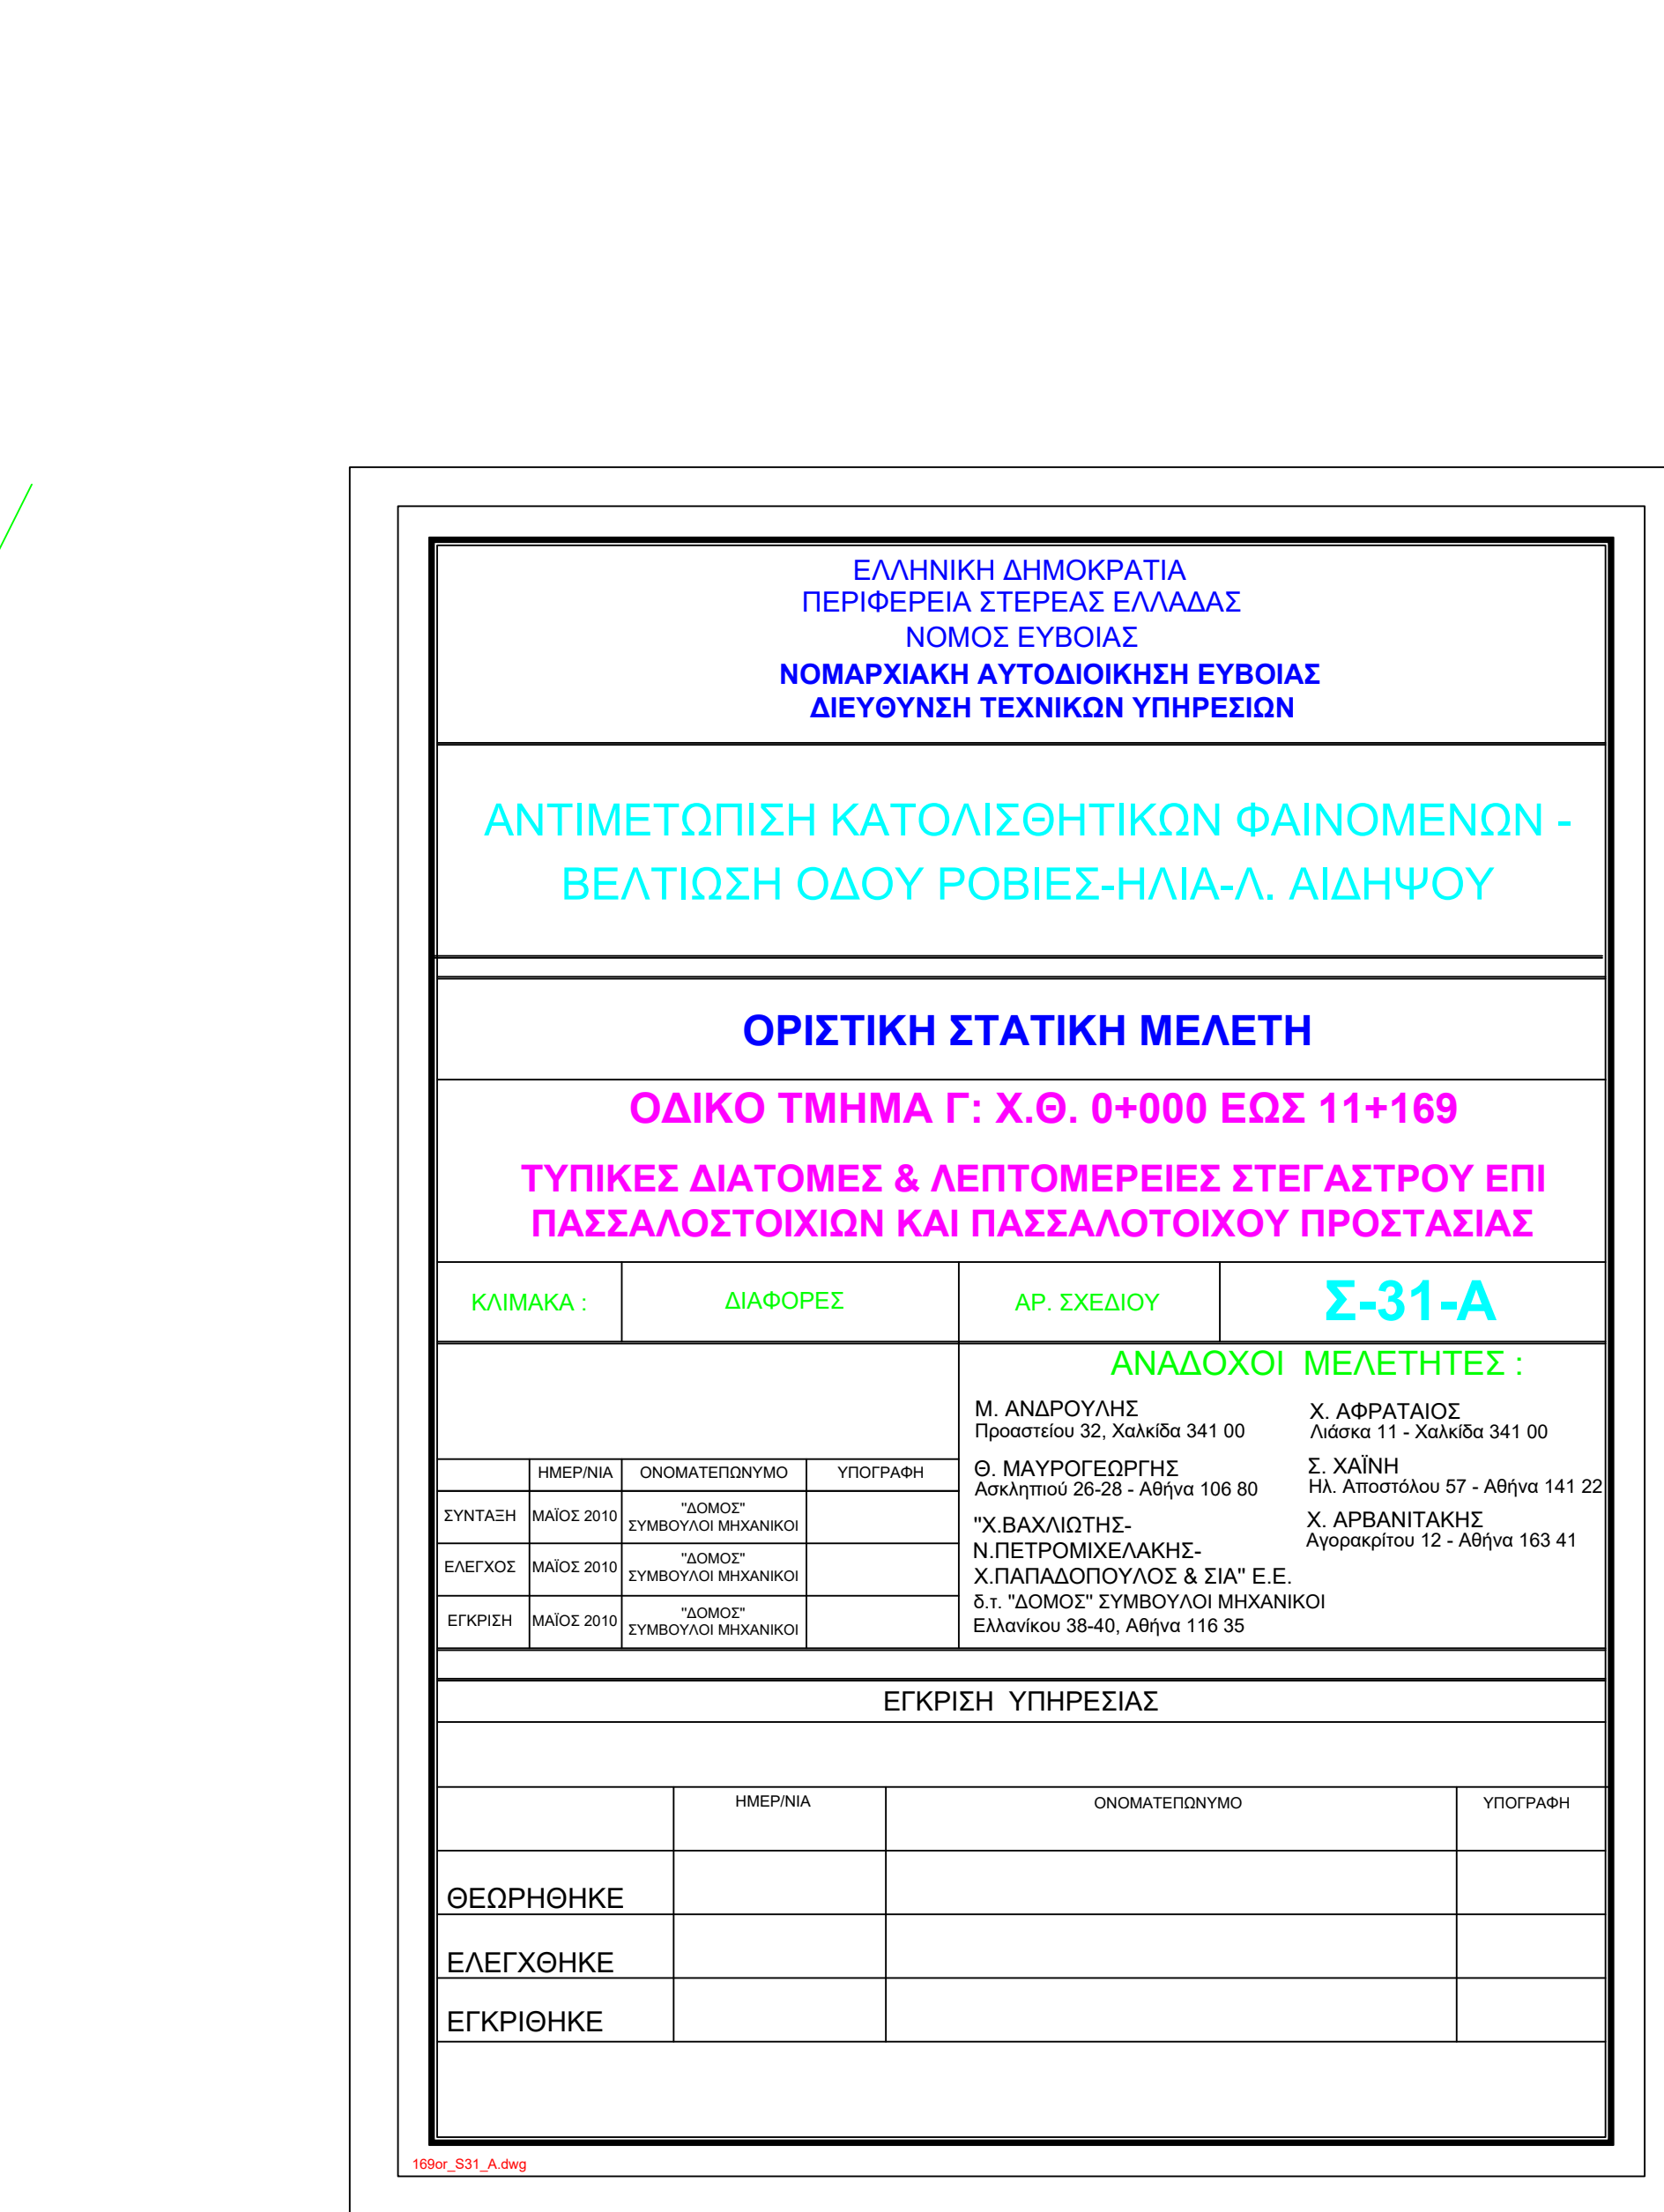 ΕΛΛΗΝΙΚΗ ΔΗΜΟΚΡΑΤΙΑ
ΠΕΡΙΦΕΡΕΙΑ ΣΤΕΡΕΑΣ ΕΛΛΑΔΑΣ
ΝΟΜΟΣ ΕΥΒΟΙΑΣ
ΝΟΜΑΡΧΙΑΚΗ ΑΥΤΟΔΙΟΙΚΗΣΗ ΕΥΒΟΙΑΣ
ΔΙΕΥΘΥΝΣΗ ΤΕΧΝΙΚΩΝ ΥΠΗΡΕΣΙΩΝ
ΑΝΤΙΜΕΤΩΠΙΣΗ ΚΑΤΟΛΙΣΘΗΤΙΚΩΝ ΦΑΙΝΟΜΕΝΩΝ -
ΒΕΛΤΙΩΣΗ ΟΔΟΥ ΡΟΒΙΕΣ-ΗΛΙΑ-Λ. ΑΙΔΗΨΟΥ
ΟΡΙΣΤΙΚΗ ΣΤΑΤΙΚΗ ΜΕΛΕΤΗ
ΟΔΙΚΟ ΤΜΗΜΑ Γ: Χ.Θ. 0+000 ΕΩΣ 11+169
ΤΥΠΙΚΕΣ ΔΙΑΤΟΜΕΣ & ΛΕΠΤΟΜΕΡΕΙΕΣ ΣΤΕΓΑΣΤΡΟΥ ΕΠΙ
ΠΑΣΣΑΛΟΣΤΟΙΧΙΩΝ ΚΑΙ ΠΑΣΣΑΛΟΤΟΙΧΟΥ ΠΡΟΣΤΑΣΙΑΣ
ΚΛΙΜΑΚΑ : ΔΙΑΦΟΡΕΣ ΑΡ. ΣΧΕΔΙΟΥ Σ-31-Α
ΗΜΕΡ/ΝΙΑ ΟΝΟΜΑΤΕΠΩΝΥΜΟ ΥΠΟΓΡΑΦΗ
ΣΥΝΤΑΞΗ ΜΑΪΟΣ 2010 "ΔΟΜΟΣ"
ΣΥΜΒΟΥΛΟΙ ΜΗΧΑΝΙΚΟΙ
ΕΛΕΓΧΟΣ ΜΑΪΟΣ 2010 "ΔΟΜΟΣ"
ΣΥΜΒΟΥΛΟΙ ΜΗΧΑΝΙΚΟΙ
ΕΓΚΡΙΣΗ ΜΑΪΟΣ 2010 "ΔΟΜΟΣ"
ΣΥΜΒΟΥΛΟΙ ΜΗΧΑΝΙΚΟΙ
ΑΝΑΔΟΧΟΙ ΜΕΛΕΤΗΤΕΣ :
Μ. ΑΝΔΡΟΥΛΗΣ
Προαστείου 32, Χαλκίδα 341 00
Θ. ΜΑΥΡΟΓΕΩΡΓΗΣ
Ασκληπιού 26-28 - Αθήνα 106 80
"Χ.ΒΑΧΛΙΩΤΗΣ-
Ν.ΠΕΤΡΟΜΙΧΕΛΑΚΗΣ-
Χ.ΠΑΠΑΔΟΠΟΥΛΟΣ & ΣΙΑ" Ε.Ε.
δ.τ. "ΔΟΜΟΣ" ΣΥΜΒΟΥΛΟΙ ΜΗΧΑΝΙΚΟΙ
Ελλανίκου 38-40, Αθήνα 116 35
Χ. ΑΦΡΑΤΑΙΟΣ
Λιάσκα 11 - Χαλκίδα 341 00
Σ. ΧΑΪΝΗ
Ηλ. Αποστόλου 57 - Αθήνα 141 22
Χ. ΑΡΒΑΝΙΤΑΚΗΣ
Αγορακρίτου 12 - Αθήνα 163 41
ΕΓΚΡΙΣΗ ΥΠΗΡΕΣΙΑΣ
ΗΜΕΡ/ΝΙΑ ΟΝΟΜΑΤΕΠΩΝΥΜΟ ΥΠΟΓΡΑΦΗ
ΘΕΩΡΗΘΗΚΕ
ΕΛΕΓΧΘΗΚΕ
ΕΓΚΡΙΘΗΚΕ
169or_S31_A.dwg